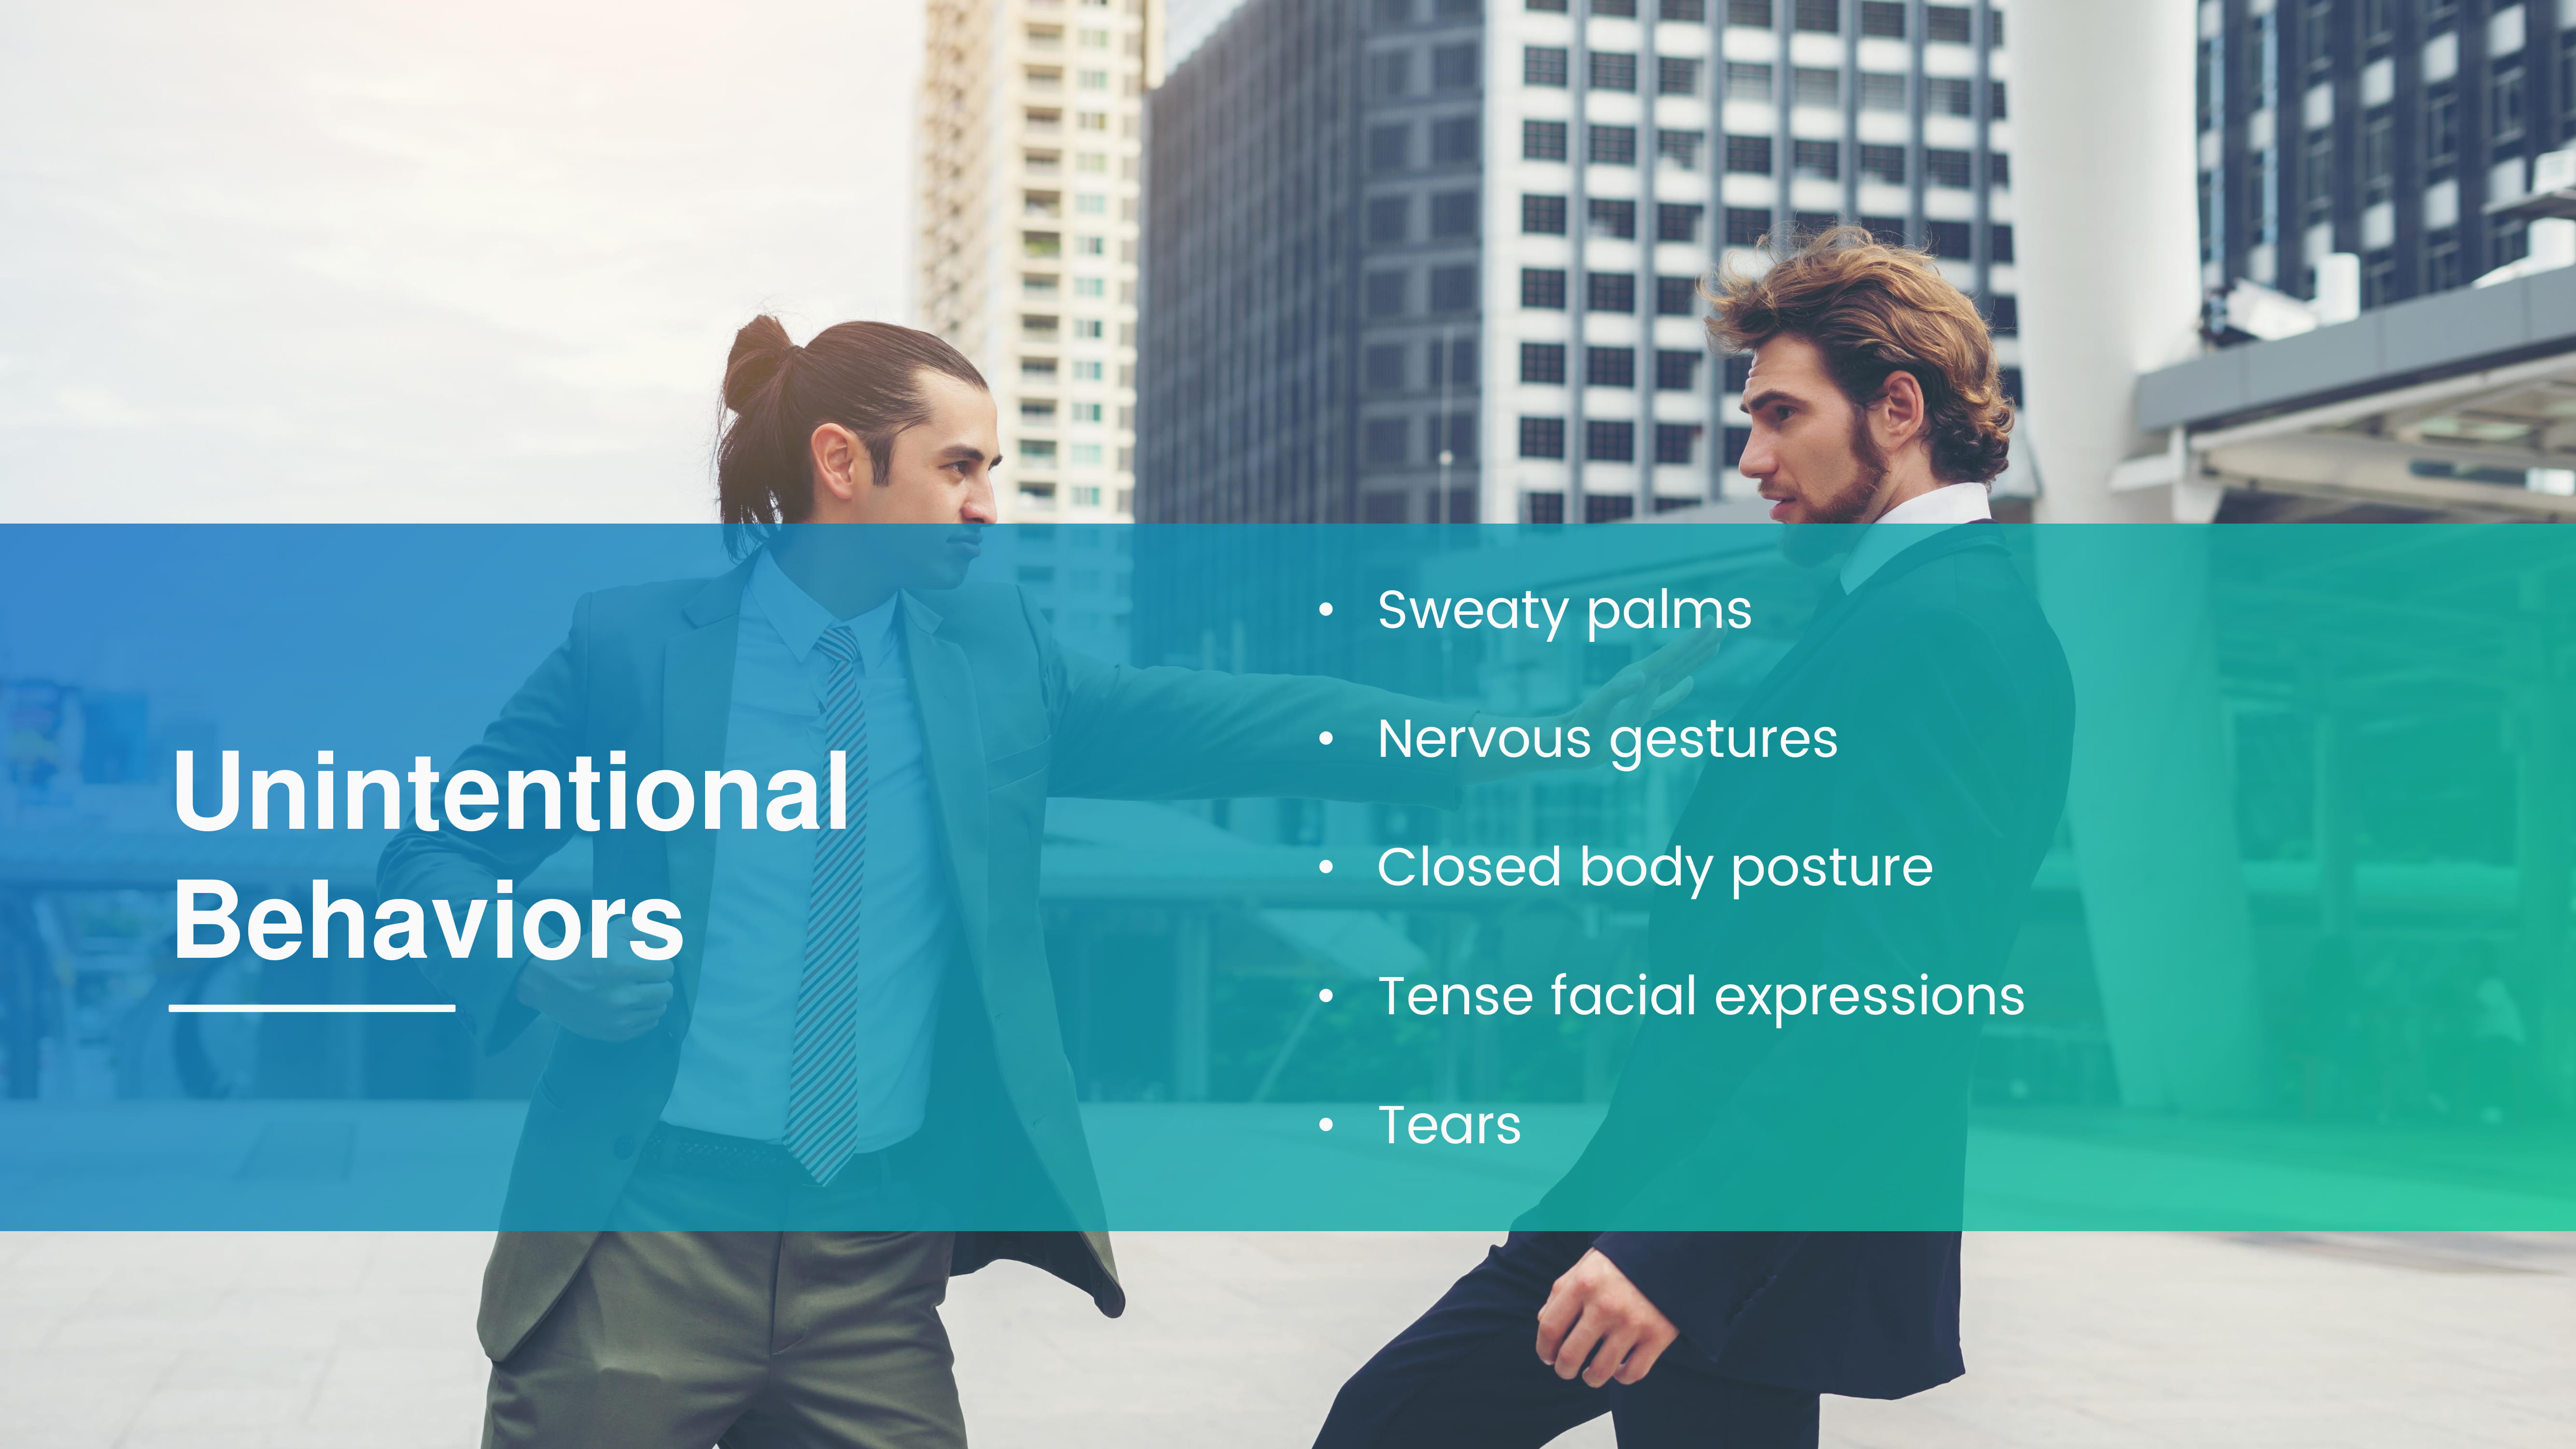 Unintentional
Behaviors
• Sweaty palms
• Nervous gestures
• Closed body posture
• Tense facial expressions
• Tears